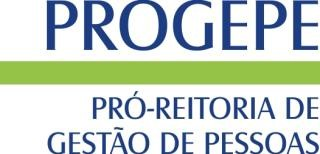 PROGEPE
PRÓ-REITORIA DE
GESTÃO DE PESSOAS